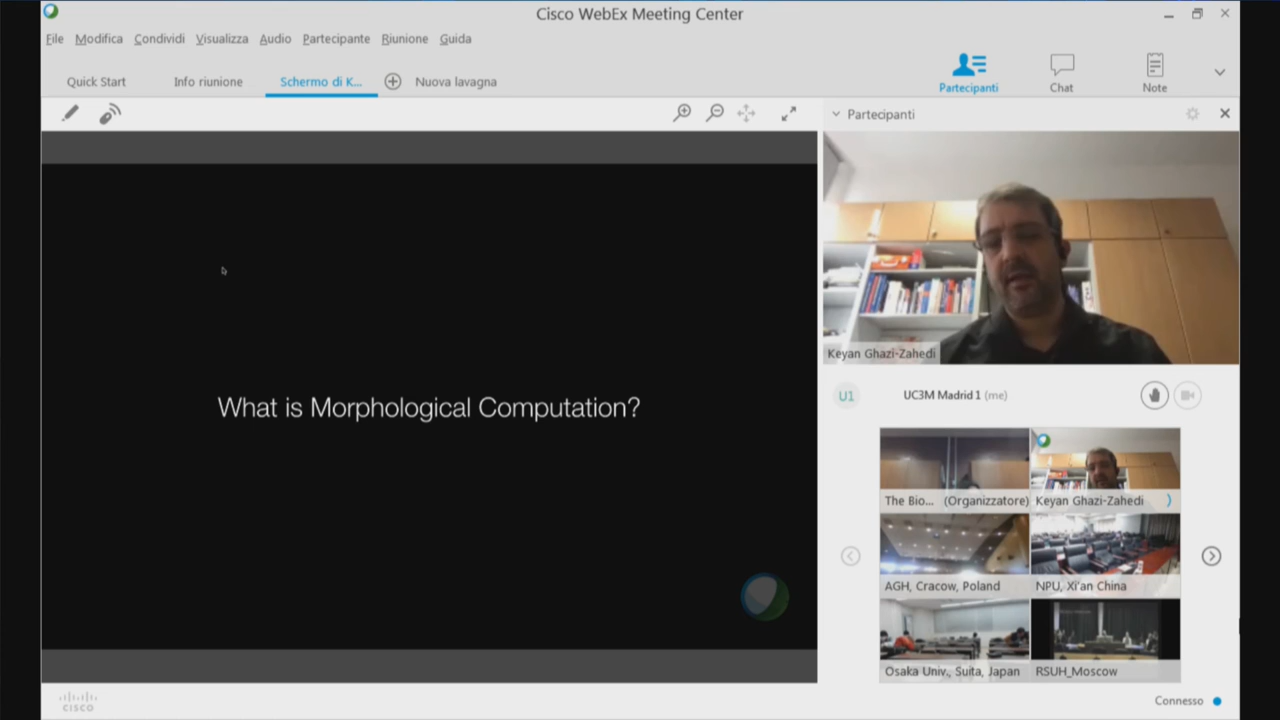 Cisco WebEx Meeting Center
File Modifica Condividi Visualizza Audio Partecipante Riunione Guida
Quick Start Info riunione Schermo di K... Nuova lavagna
Partecipanti Chat Note
Partecipanti
Keyan Ghazi-Zahedi
What is Morphological Computation?
U1 UC3M Madrid 1 (me)
The Bio... (Organizzatore) Keyan Ghazi-Zahedi
AGH, Cracow, Poland NPU, Xi'an China
Osaka Univ., Suita, Japan RSUH_Moscow
CISCO
Connesso